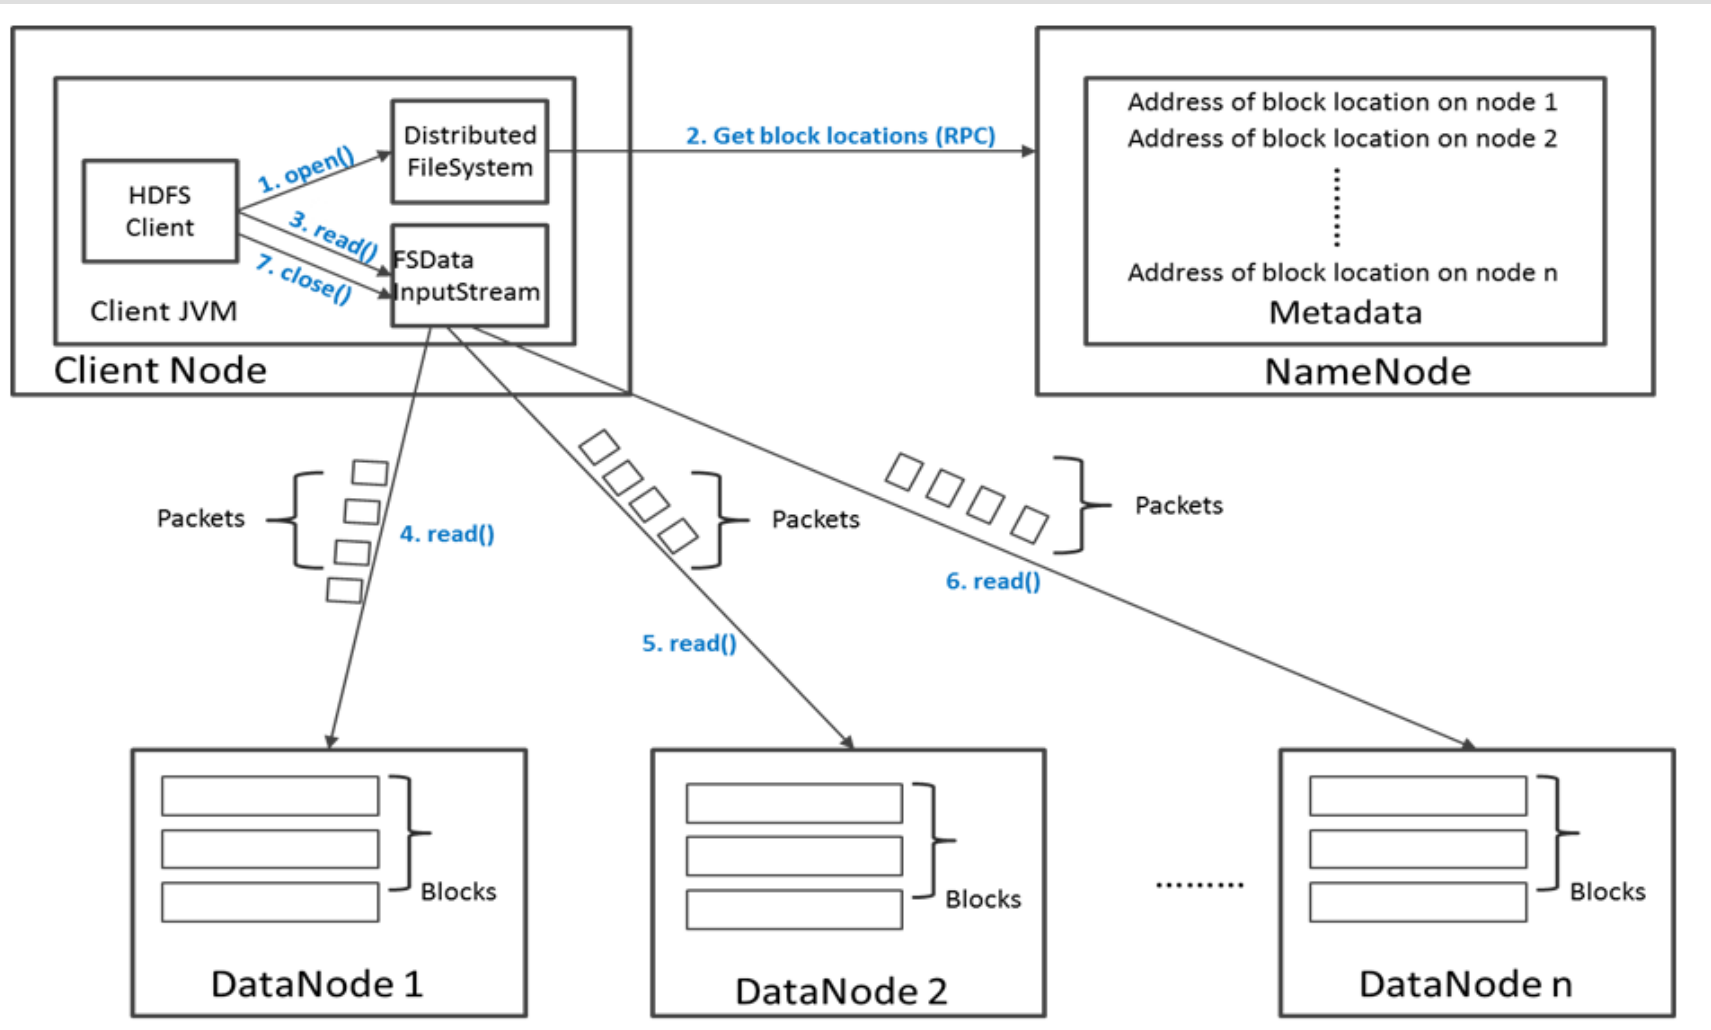 Distributed
FileSystem
1. open()
HDFS
Client
3. read()
7. close()
FSData
InputStream
Client JVM
Client Node
2. Get block locations (RPC)
Address of block location on node 1
Address of block location on node 2
Address of block location on node n
Metadata
NameNode
Packets
4. read()
Packets
5. read()
Packets
6. read()
Blocks
DataNode 1
Blocks
DataNode 2
.........
Blocks
DataNode n